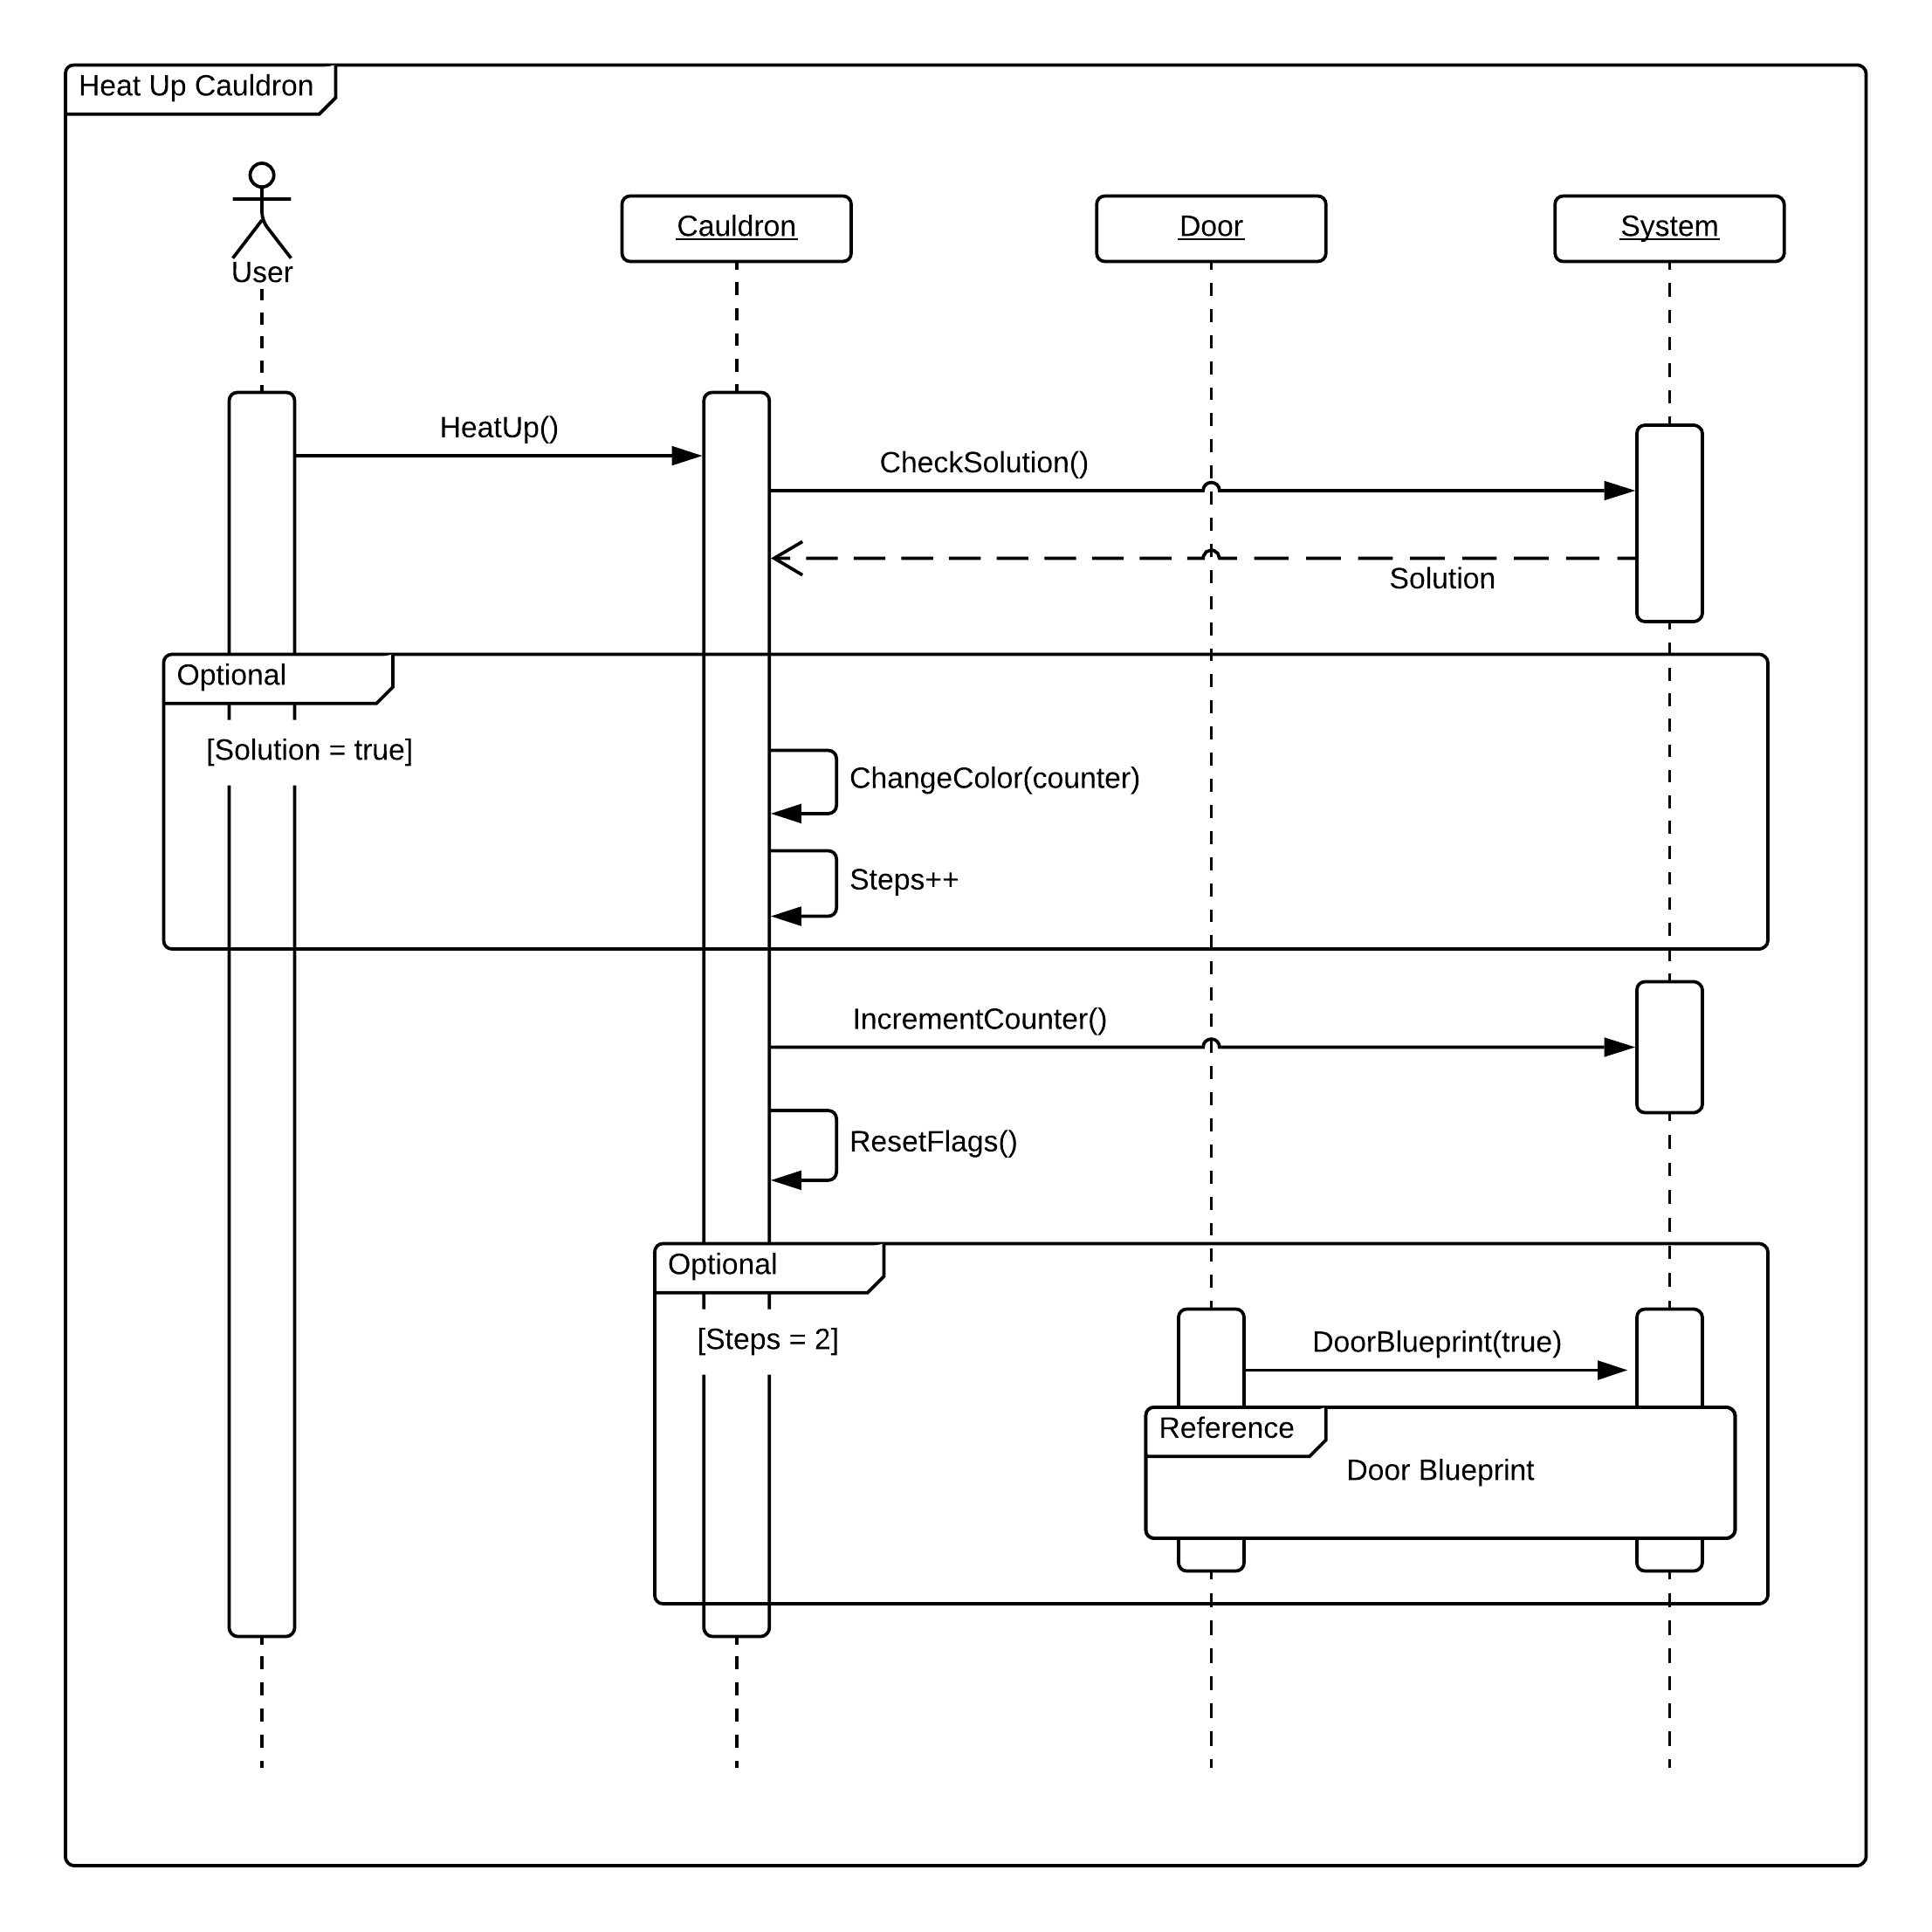 Heat Up Cauldron
User
Cauldron
Door
System
HeatUp()
CheckSolution()
Solution
Optional
[Solution = true]
ChangeColor(counter)
Steps++
IncrementCounter()
ResetFlags()
Optional
[Steps = 2]
DoorBlueprint(true)
Reference
Door Blueprint